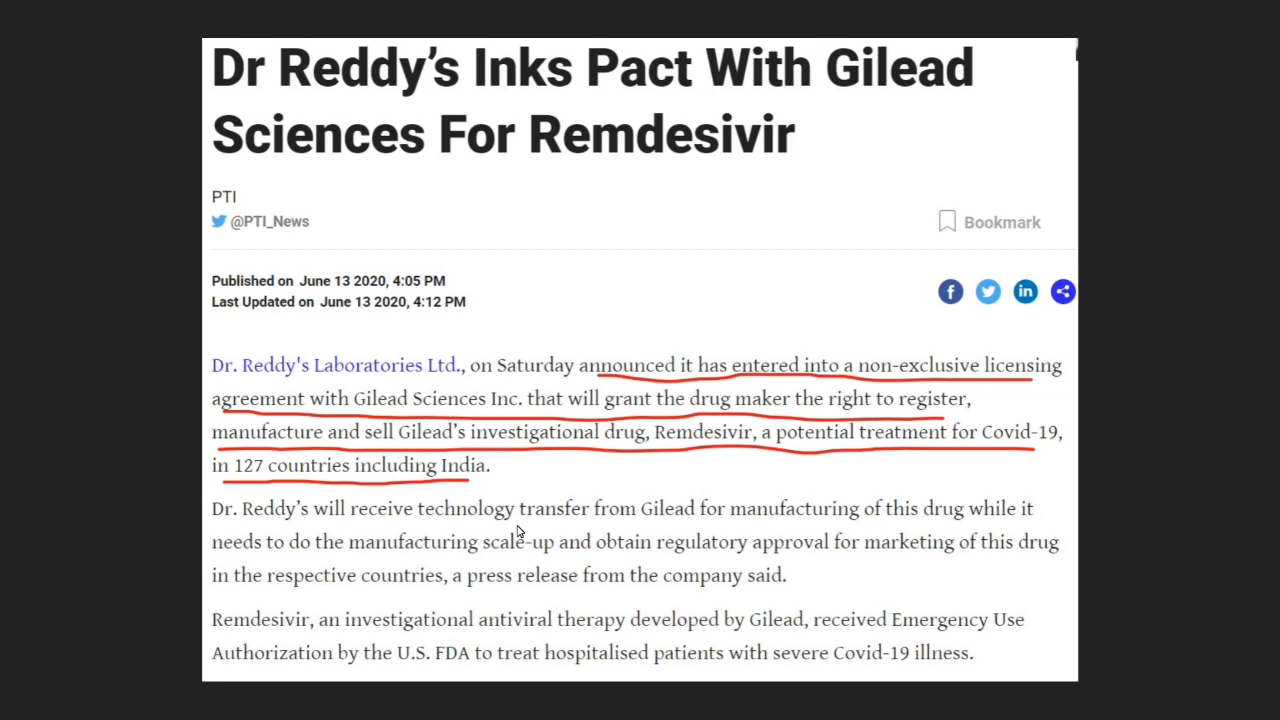 Dr Reddy’s Inks Pact With Gilead
Sciences For Remdesivir
PTI
@PTI_News
Bookmark
Published on June 13 2020, 4:05 PM
Last Updated on June 13 2020, 4:12 PM
Dr. Reddy's Laboratories Ltd., on Saturday announced it has entered into a non-exclusive licensing
agreement with Gilead Sciences Inc. that will grant the drug maker the right to register,
manufacture and sell Gilead’s investigational drug, Remdesivir, a potential treatment for Covid-19,
in 127 countries including India.
Dr. Reddy’s will receive technology transfer from Gilead for manufacturing of this drug while it
needs to do the manufacturing scale-up and obtain regulatory approval for marketing of this drug
in the respective countries, a press release from the company said.
Remdesivir, an investigational antiviral therapy developed by Gilead, received Emergency Use
Authorization by the U.S. FDA to treat hospitalised patients with severe Covid-19 illness.